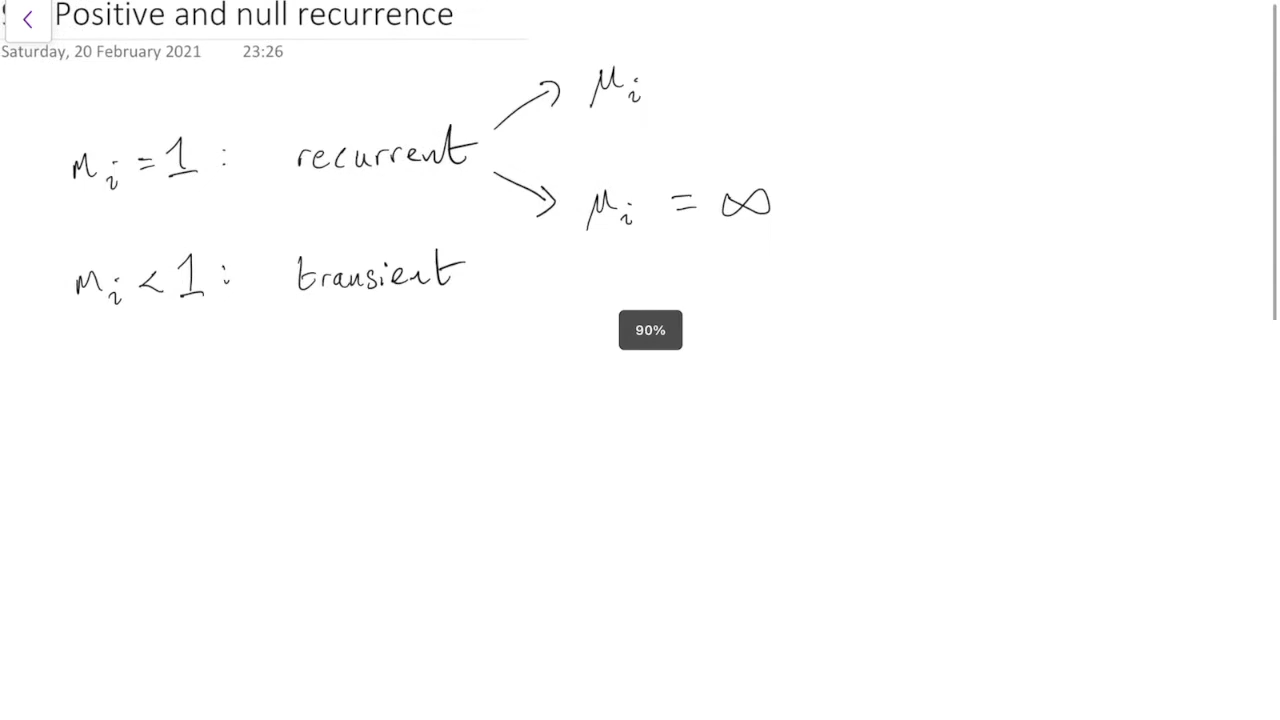 Positive and null recurrence
Saturday, 20 February 2021 23:26
μi
mi = 1 : recurrent
μi = ∞
mi < 1 : transient
90%